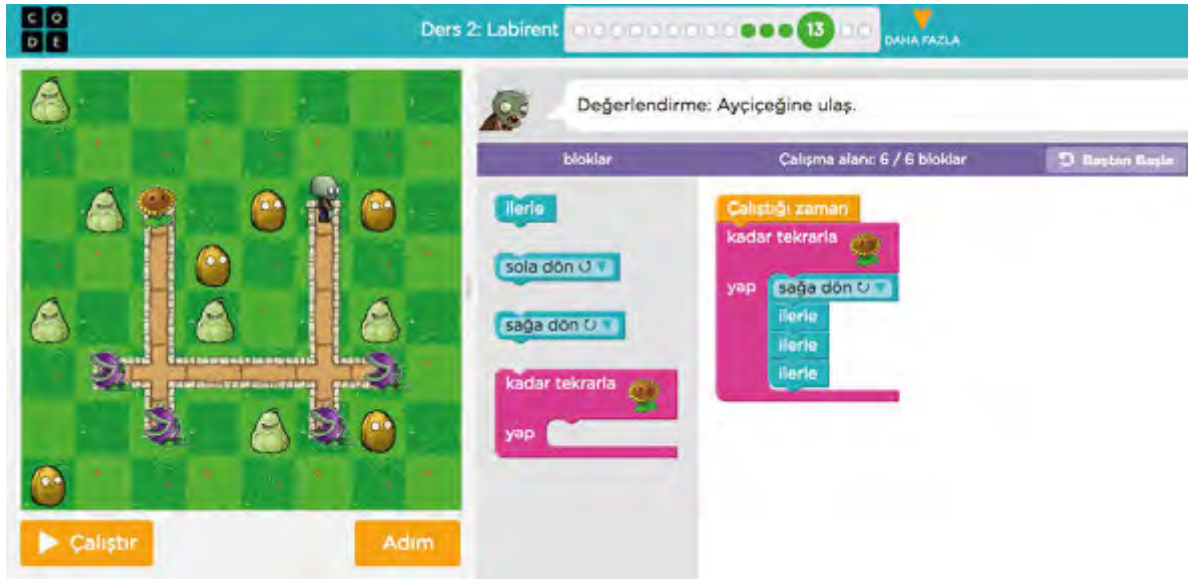 C O
D E
Ders 2: Labirent
13
DAHA FAZLA
Değerlendirme: Ayçiçeğine ulaş.
bloklar
Çalışma alanı: 6 / 6 bloklar
Baştan Başla
ilerle
sola dön
sağa dön
kadar tekrarla
yap
Çalıştığı zaman
kadar tekrarla
yap
sağa dön
ilerle
ilerle
ilerle
Çalıştır
Adım